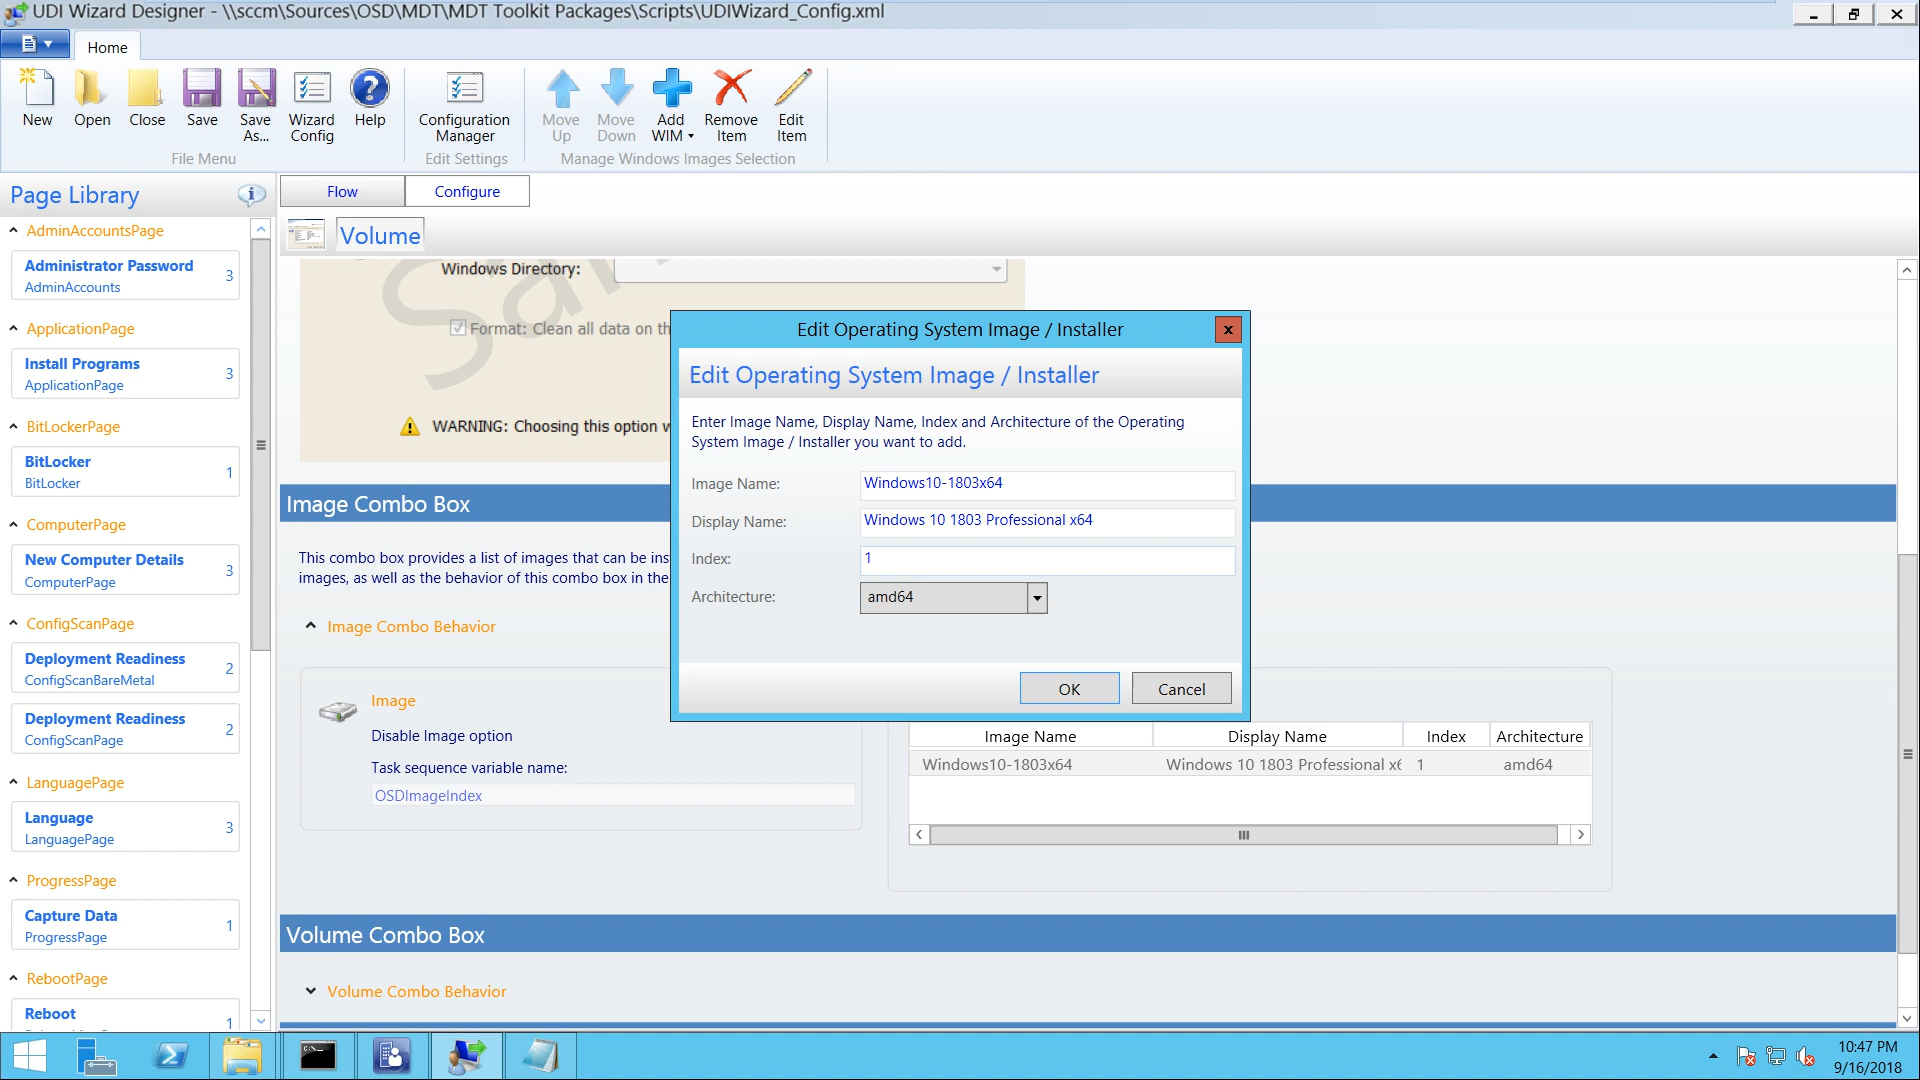 UDI Wizard Designer - \\sccm\Sources\OSD\MDT\MDT Toolkit Packages\Scripts\UDIWizard_Config.xml
Home
New
Open
Close
Save
Save As...
Wizard Config
Help
Configuration Manager
Move Up
Move Down
Add WIM
Remove Item
Edit Item
File Menu
Edit Settings
Manage Windows Images Selection
Page Library
AdminAccountsPage
Administrator Password 3
AdminAccounts
ApplicationPage
Install Programs 3
ApplicationPage
BitLockerPage
BitLocker 1
BitLocker
ComputerPage
New Computer Details 3
ComputerPage
ConfigScanPage
Deployment Readiness 2
ConfigScanBareMetal
Deployment Readiness 2
ConfigScanPage
LanguagePage
Language 3
LanguagePage
ProgressPage
Capture Data 1
ProgressPage
RebootPage
Reboot 1
Flow
Configure
Volume
Windows Directory:
Format: Clean all data on th
WARNING: Choosing this option w
Image Combo Box
This combo box provides a list of images that can be ins
images, as well as the behavior of this combo box in the
Image Combo Behavior
Image
Disable Image option
Task sequence variable name:
OSDImageIndex
Edit Operating System Image / Installer
x
Edit Operating System Image / Installer
Enter Image Name, Display Name, Index and Architecture of the Operating
System Image / Installer you want to add.
Image Name: Windows10-1803x64
Display Name: Windows 10 1803 Professional x64
Index: 1
Architecture: amd64
OK
Cancel
Image Name Display Name Index Architecture
Windows10-1803x64 Windows 10 1803 Professional x6 1 amd64
Volume Combo Box
Volume Combo Behavior
10:47 PM
9/16/2018